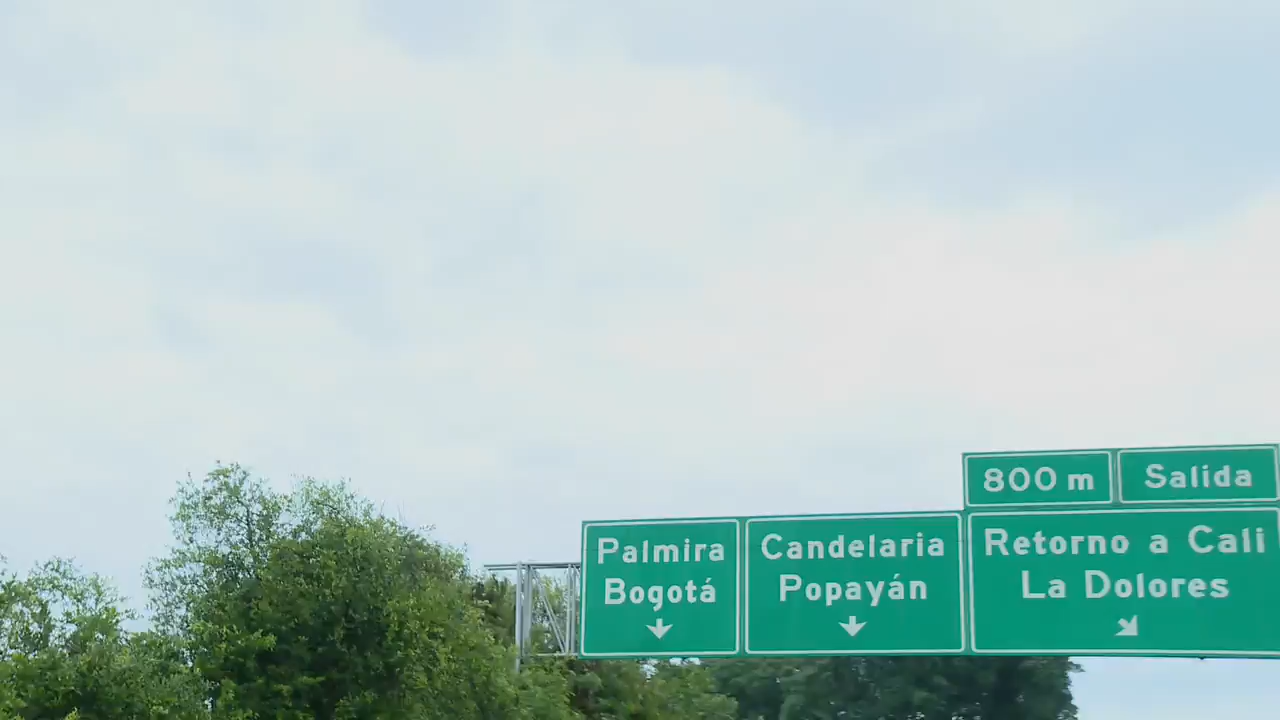 800 m
Salida
Palmira
Bogotá
Candelaria
Popayán
Retorno a Cali
La Dolores